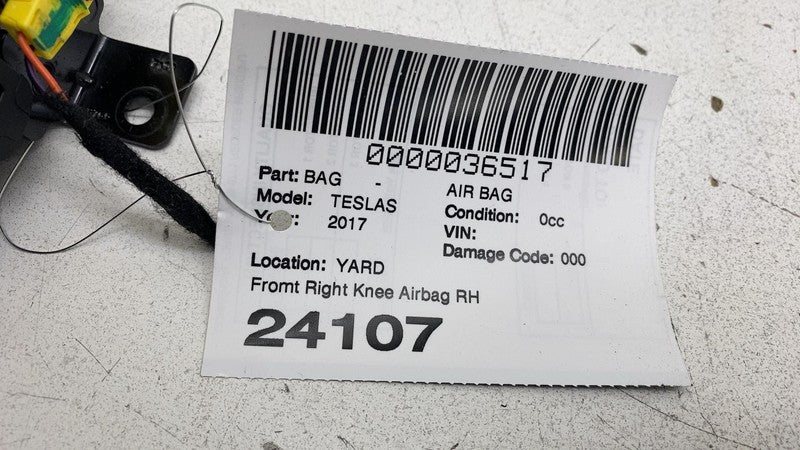 0000036517
Part: BAG - AIR BAG
Model: TESLAS Condition: 0cc
2017 VIN:
Damage Code: 000
Location: YARD
Fromt Right Knee Airbag RH
24107